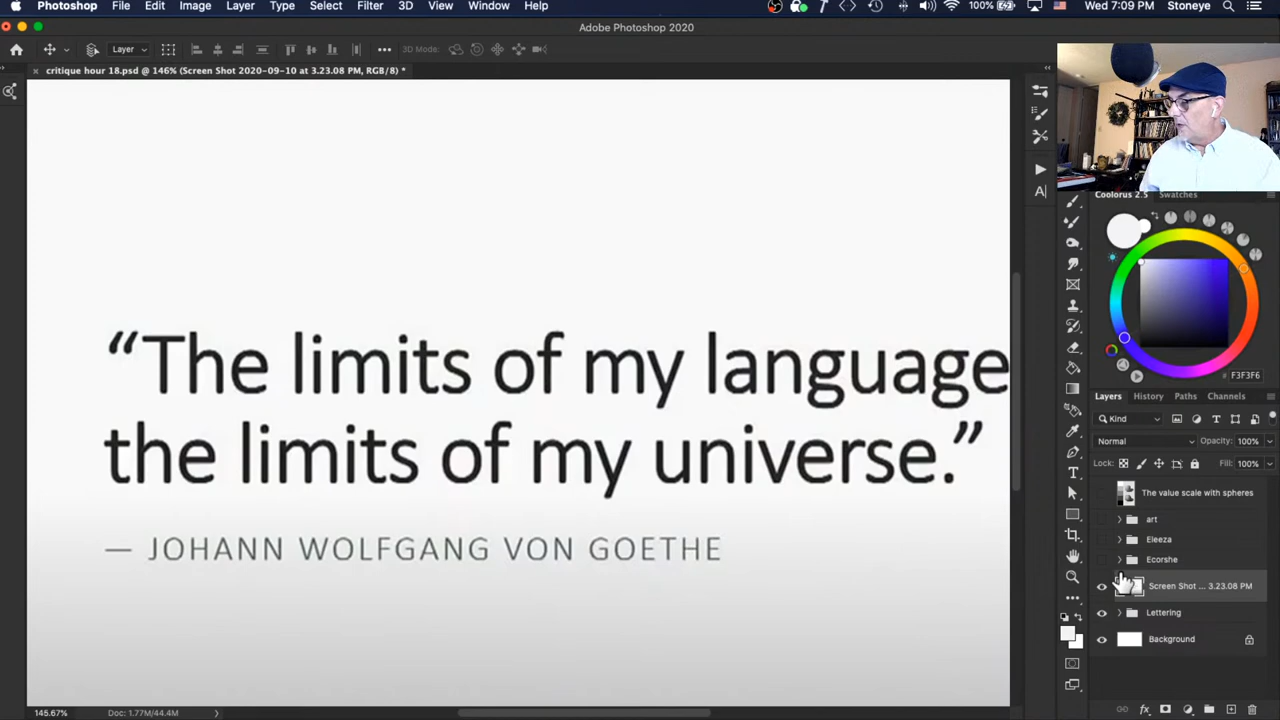 Photoshop File Edit Image Layer Type Select Filter 3D View Window Help 100% Wed 7:09 PM Stoneye
Adobe Photoshop 2020
Layer 3D Mode:
critique hour 18.psd @ 146% (Screen Shot 2020-09-10 at 3.23.08 PM, RGB/8) *
“The limits of my language
the limits of my universe.”
— JOHANN WOLFGANG VON GOETHE
Coolorus 2.5 Swatches
# F3F3F6
Layers History Paths Channels
Kind
Normal Opacity: 100%
Lock: Fill: 100%
The value scale with spheres
art
Eleeza
Ecorshe
Screen Shot ... 3.23.08 PM
Lettering
Background
145.67% Doc: 1.77M/44.4M